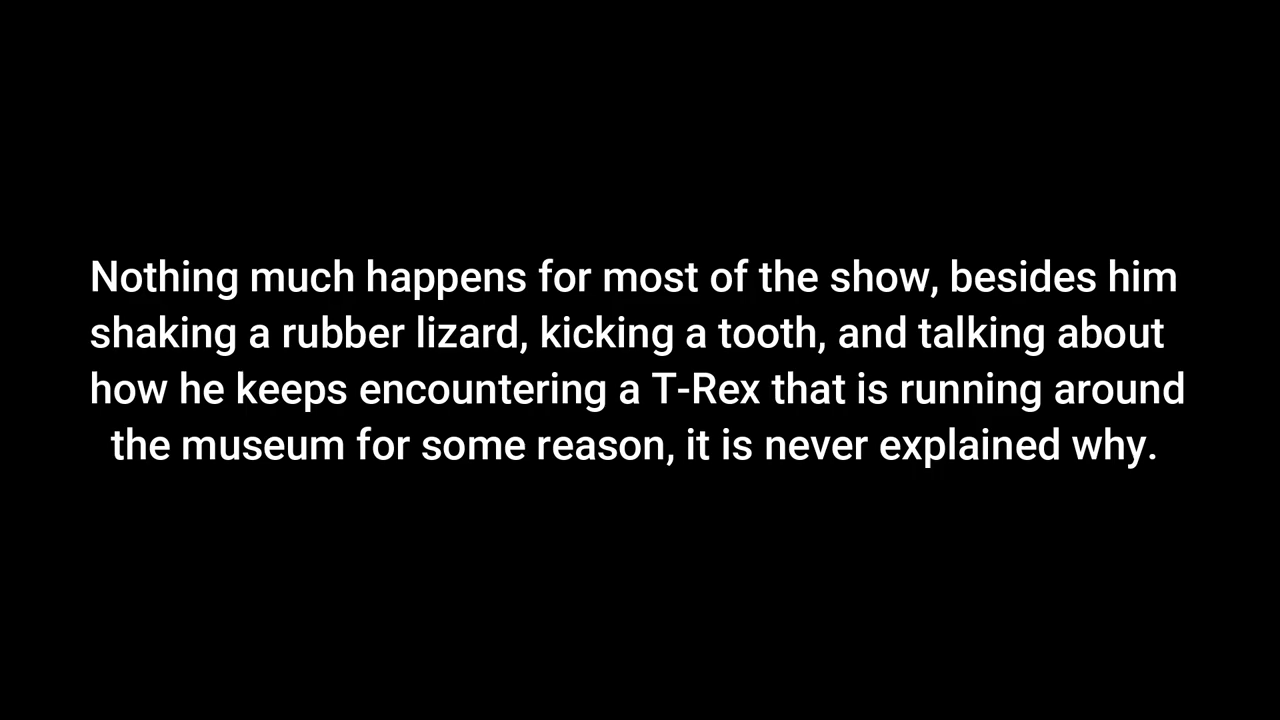 Nothing much happens for most of the show, besides him
shaking a rubber lizard, kicking a tooth, and talking about
how he keeps encountering a T-Rex that is running around
the museum for some reason, it is never explained why.